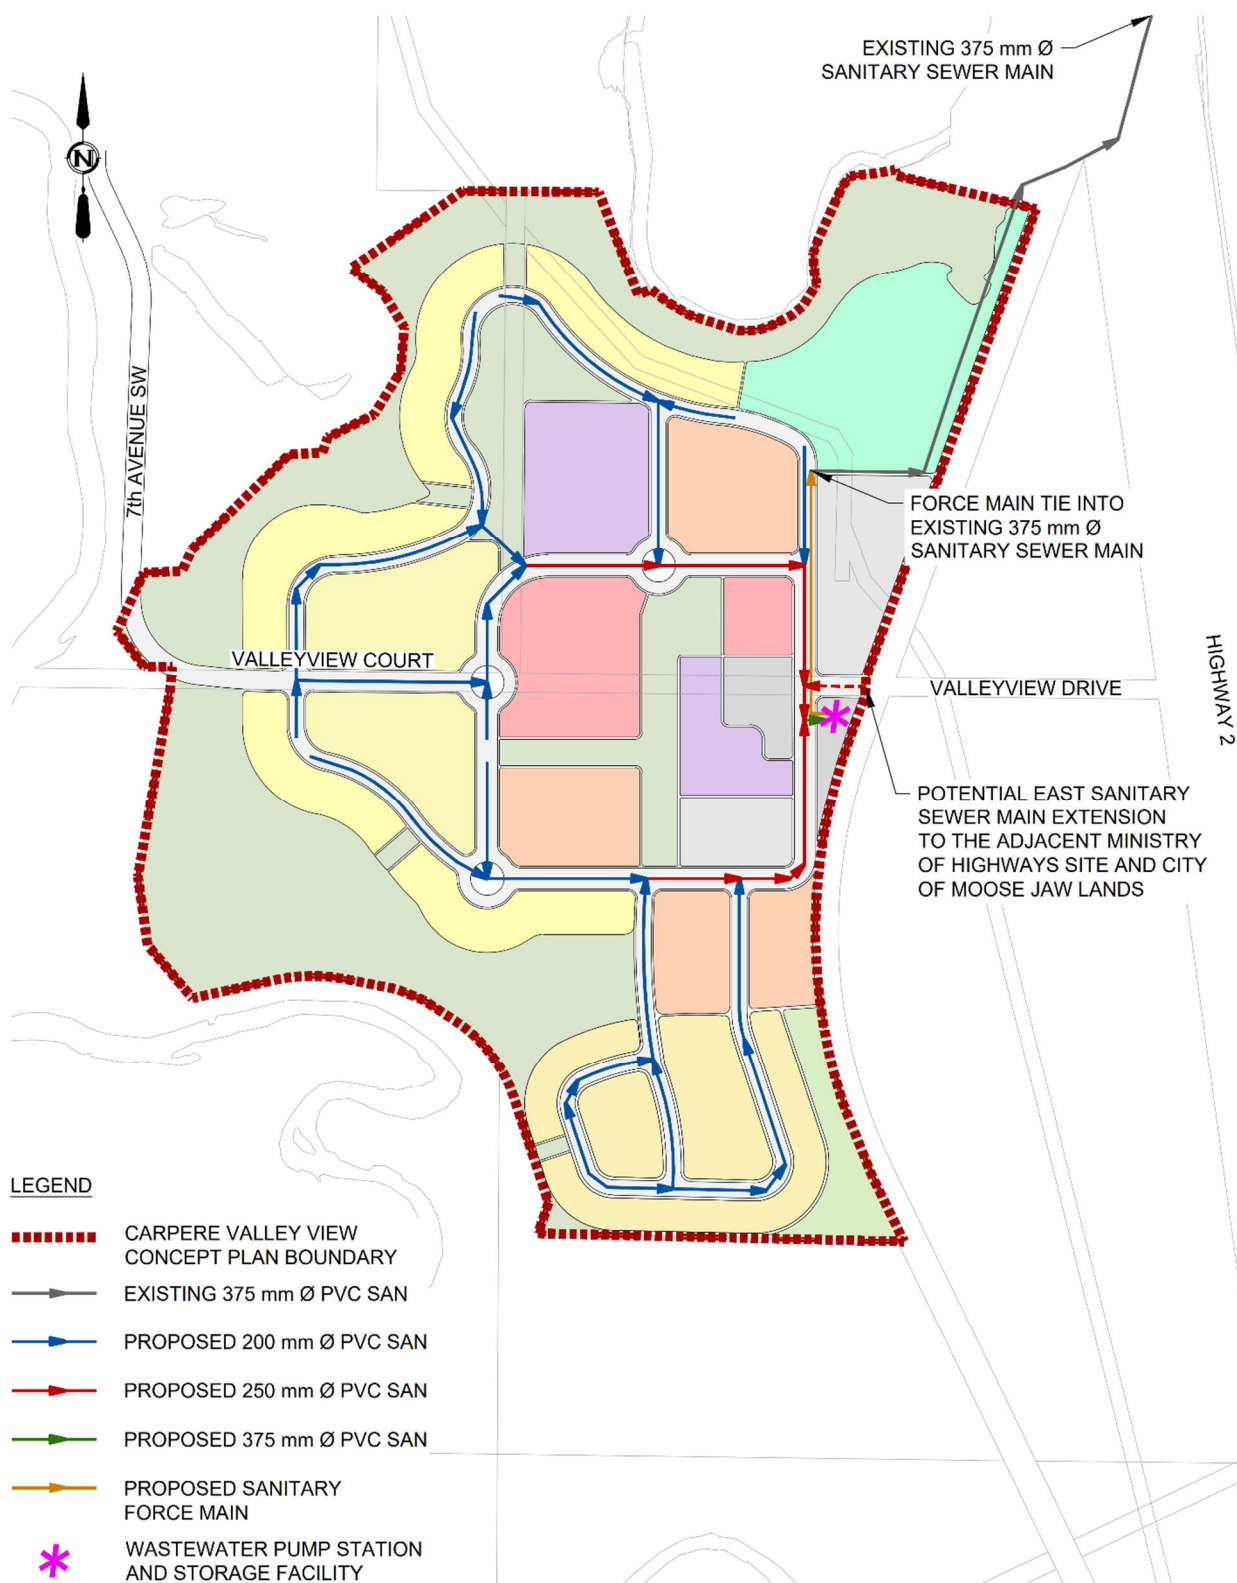 EXISTING 375 mm Ø
SANITARY SEWER MAIN
N
7th AVENUE SW
FORCE MAIN TIE INTO
EXISTING 375 mm Ø
SANITARY SEWER MAIN
HIGHWAY 2
VALLEYVIEW COURT
VALLEYVIEW DRIVE
POTENTIAL EAST SANITARY
SEWER MAIN EXTENSION
TO THE ADJACENT MINISTRY
OF HIGHWAYS SITE AND CITY
OF MOOSE JAW LANDS
LEGEND
CARPERE VALLEY VIEW
CONCEPT PLAN BOUNDARY
EXISTING 375 mm Ø PVC SAN
PROPOSED 200 mm Ø PVC SAN
PROPOSED 250 mm Ø PVC SAN
PROPOSED 375 mm Ø PVC SAN
PROPOSED SANITARY
FORCE MAIN
WASTEWATER PUMP STATION
AND STORAGE FACILITY